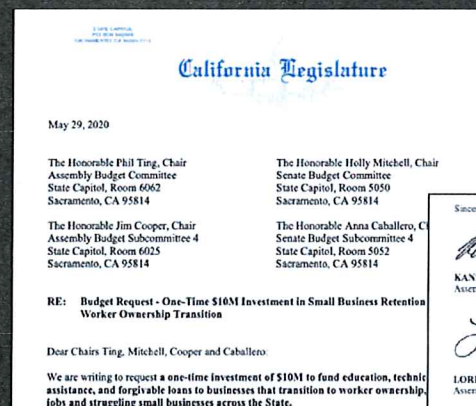 STATE CAPITOL
California Legislature
May 29, 2020
The Honorable Phil Ting, Chair
Assembly Budget Committee
State Capitol, Room 6062
Sacramento, CA 95814
The Honorable Holly Mitchell, Chair
Senate Budget Committee
State Capitol, Room 5050
Sacramento, CA 95814
The Honorable Jim Cooper, Chair
Assembly Budget Subcommittee 4
State Capitol, Room 6025
Sacramento, CA 95814
The Honorable Anna Caballero, Ch
Senate Budget Subcommittee 4
State Capitol, Room 5052
Sacramento, CA 95814
RE: Budget Request - One-Time $10M Investment in Small Business Retention
Worker Ownership Transition
Dear Chairs Ting, Mitchell, Cooper and Caballero:
We are writing to request a one-time investment of $10M to fund education, technic
assistance, and forgivable loans to businesses that transition to worker ownership,
jobs and struggling small businesses across the State.
Since
KAN
Assem
LORE
Assem